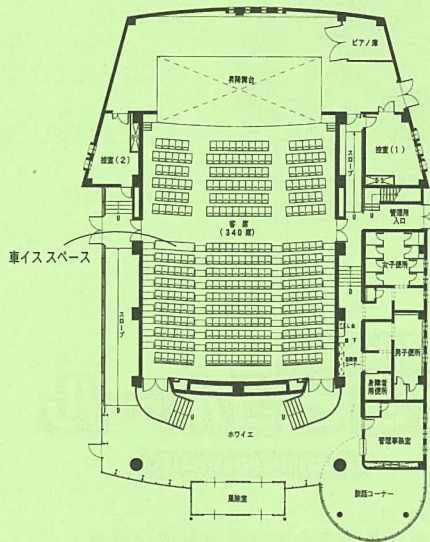 ピアノ庫
昇降舞台
控室(2)
スロープ
控室(1)
管理用
入口
客席
(340席)
車イス スペース
女子便所
スロープ
廊下
男子便所
身障者
用便所
ホワイエ
管理事務室
風除室
談話コーナー
U
U
U
U
U
D
D